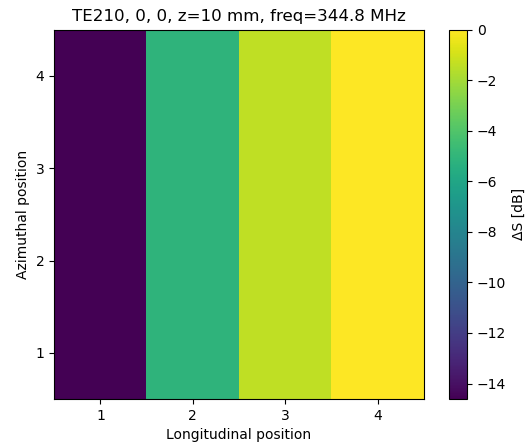 TE210, 0, 0, z=10 mm, freq=344.8 MHz
4
3
2
1
Azimuthal position
1 2 3 4
Longitudinal position
0
−2
−4
−6
−8
−10
−12
−14
ΔS [dB]